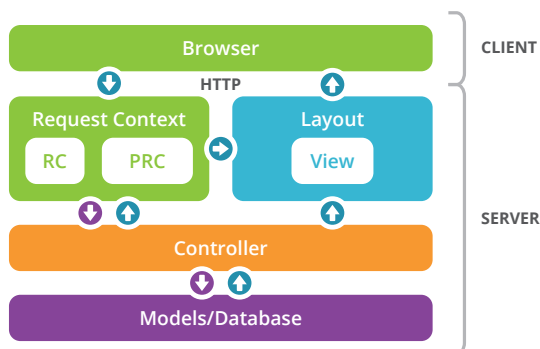 Browser
CLIENT
HTTP
Request Context
Layout
RC
PRC
View
SERVER
Controller
Models/Database